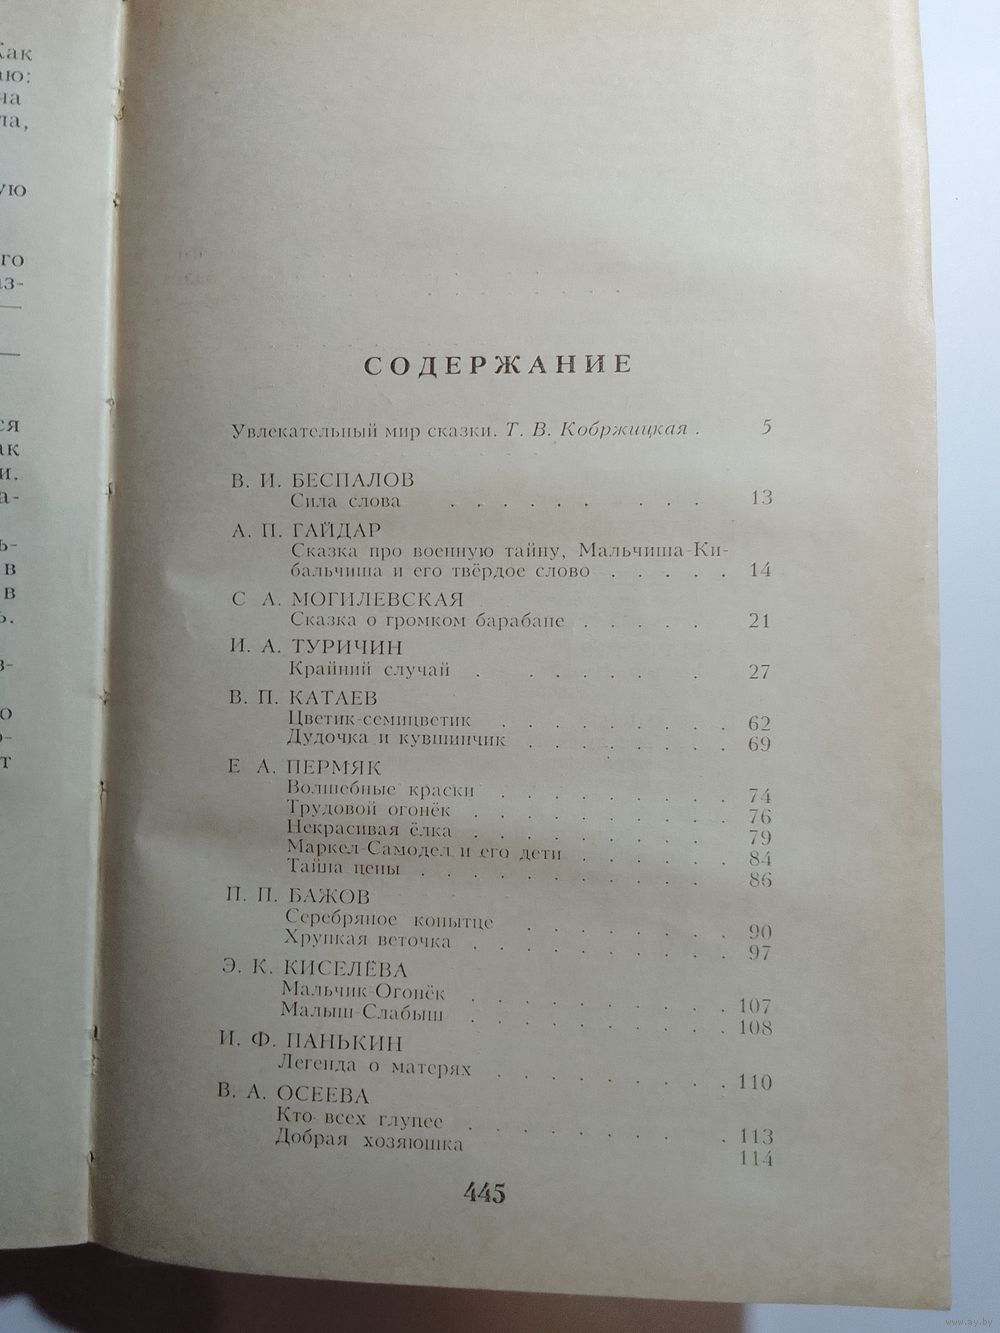 СОДЕРЖАНИЕ
Увлекательный мир сказки. Т. В. Кобржицкая . 5
В. И. БЕСПАЛОВ
Сила слова . . . . . . . . . 13
А. П. ГАЙДАР
Сказка про военную тайну, Мальчиша-Ки-
бальчиша и его твёрдое слово . . . . . 14
С А. МОГИЛЕВСКАЯ
Сказка о громком барабане . . . . . 21
И. А. ТУРИЧИН
Крайний случай . . . . . . 27
В. П. КАТАЕВ
Цветик-семицветик . . . . . . . . 62
Дудочка и кувшинчик . . . . . . . 69
Е А. ПЕРМЯК
Волшебные краски . . . . . . . . . 74
Трудовой огонёк . . . . . . . . . . 76
Некрасивая ёлка . . . . . . . . . 79
Маркел-Самодел и его дети . . . . . . 84
Тайна цены . . . . . . . . . . . 86
П. П. БАЖОВ
Серебряное копытце . . . . . . . . 90
Хрупкая веточка . . . . . . . . . . 97
Э. К. КИСЕЛЁВА
Мальчик-Огонёк . . . . . . . . . . 107
Малыш-Слабыш . . . . . . . . . . 108
И. Ф. ПАНЬКИН
Легенда о матерях . . . . . . . . . 110
В. А. ОСЕЕВА
Кто всех глупее . . . . . . . . . 113
Добрая хозяюшка 114
445
www.ay.by